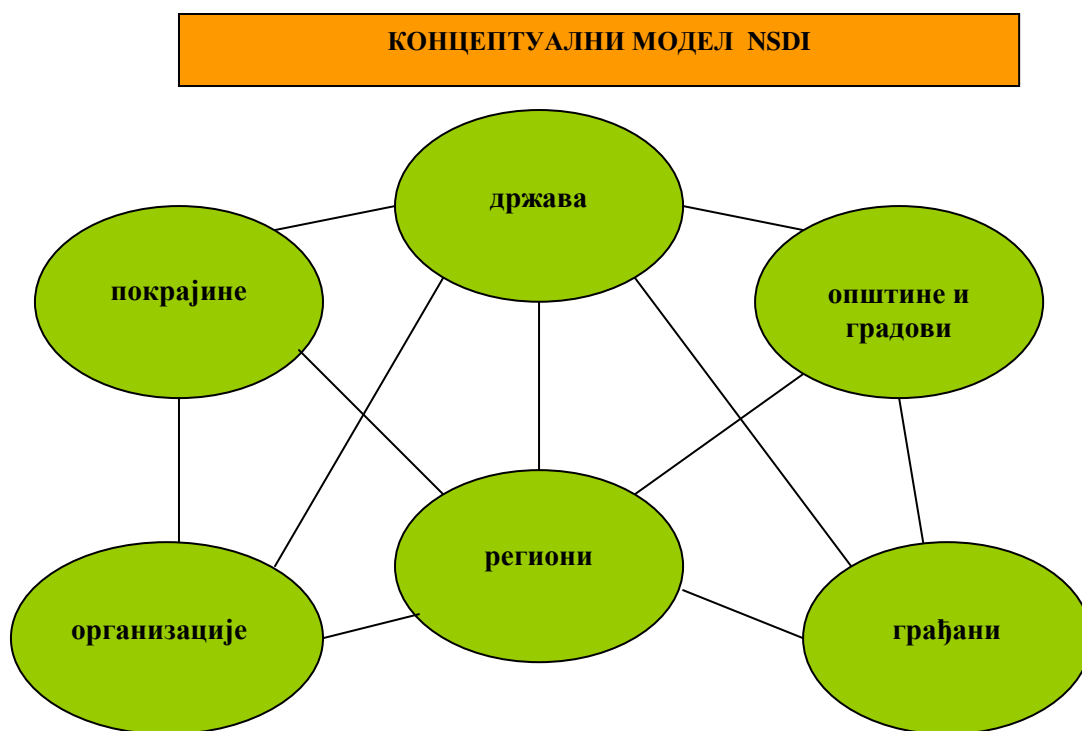 КОНЦЕПТУАЛНИ МОДЕЛ NSDI
држава
покрајине
општине и
градови
региони
организације
грађани